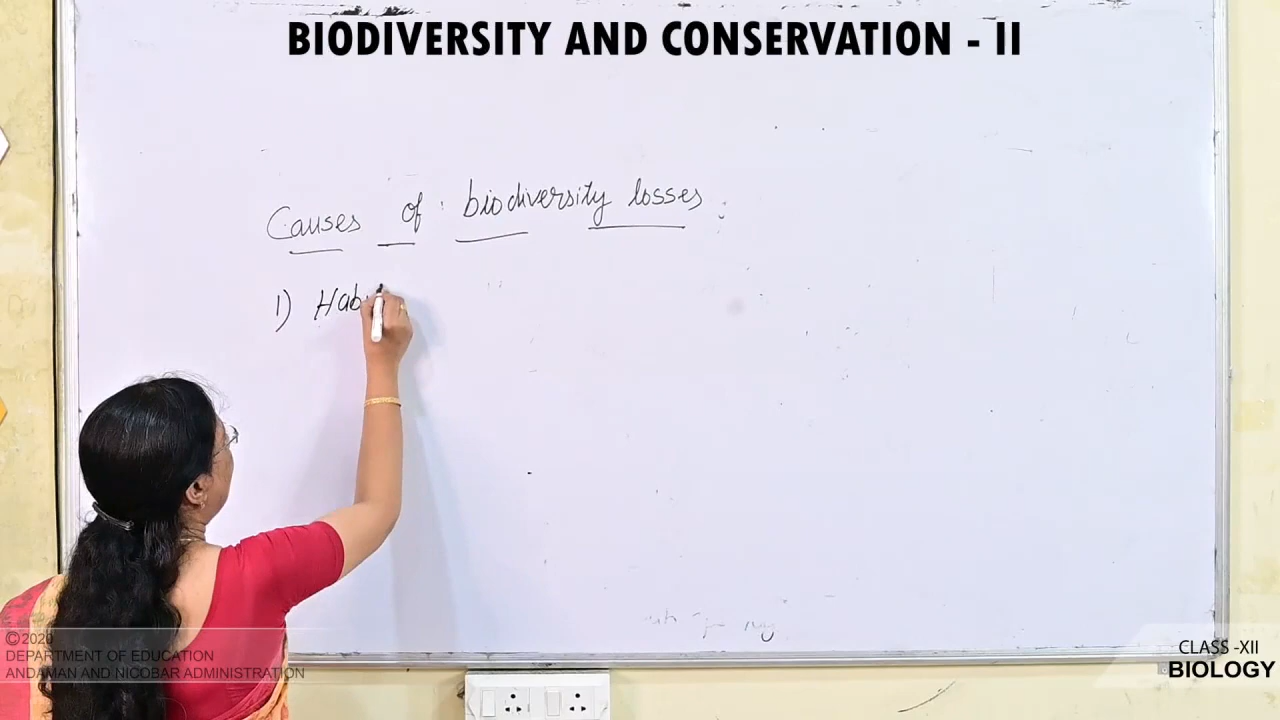 BIODIVERSITY AND CONSERVATION - II
Causes of biodiversity losses :
1) Hab
©2020
DEPARTMENT OF EDUCATION
ANDAMAN AND NICOBAR ADMINISTRATION
CLASS -XII
BIOLOGY